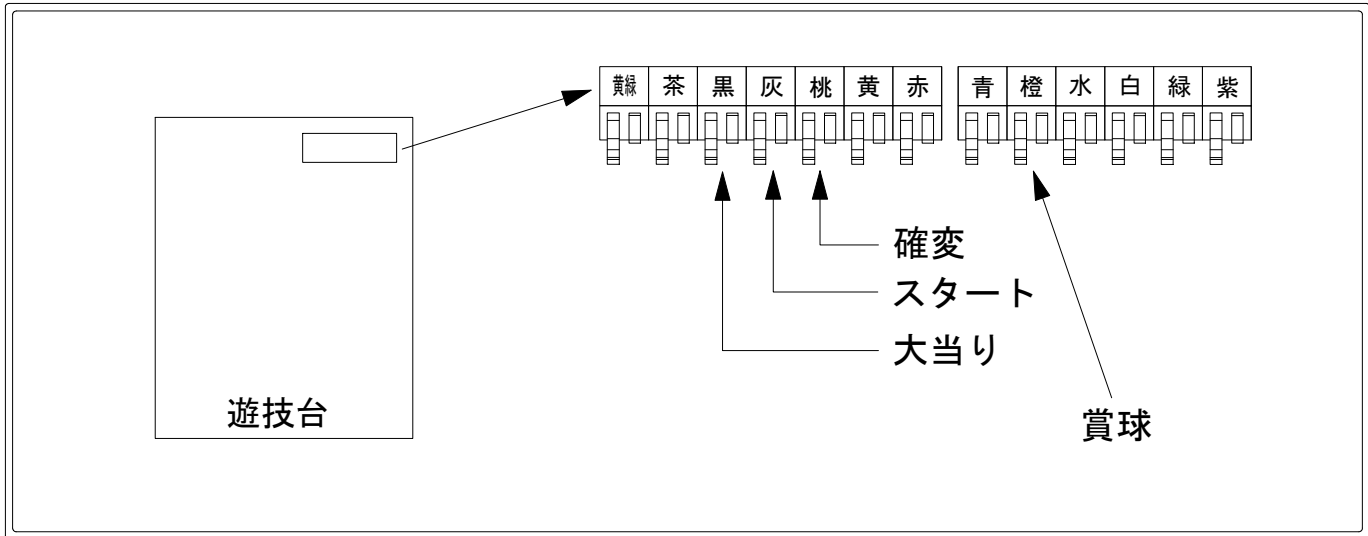 黄緑 茶 黒 灰 桃 黄 赤 青 橙 水 白 緑 紫
確変
スタート
大当り
賞球
遊技台